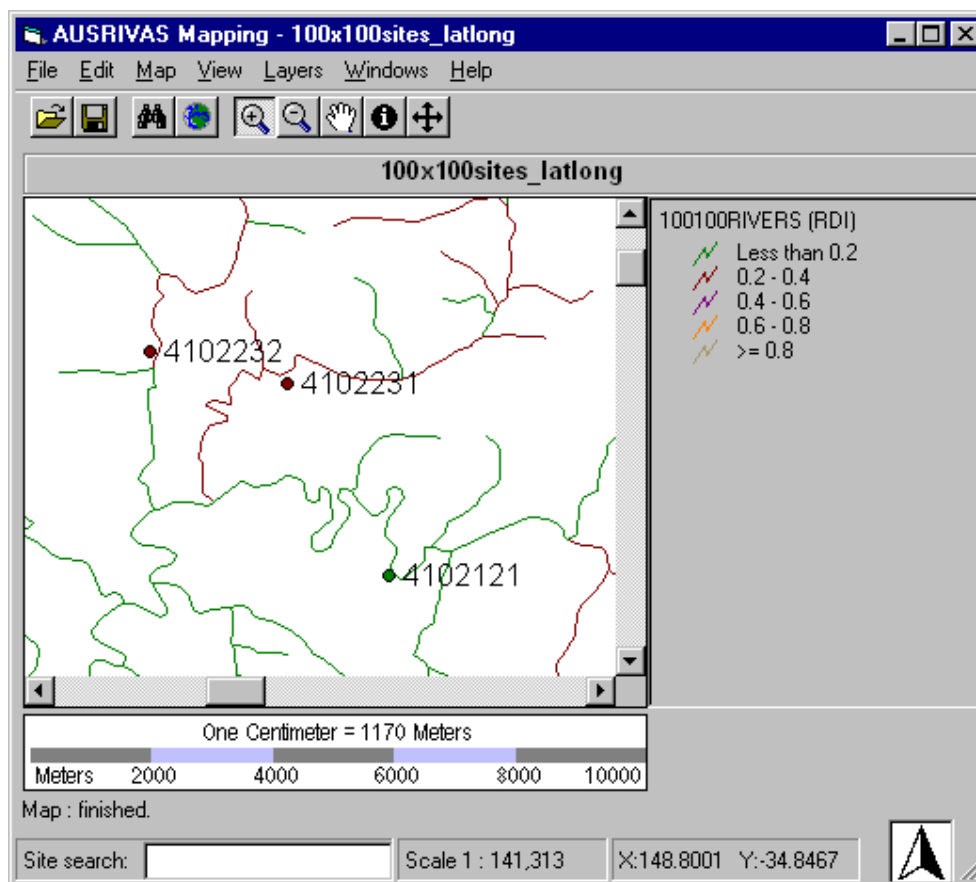 AUSRIVAS Mapping - 100x100sites_latlong
File Edit Map View Layers Windows Help
100x100sites_latlong
4102232
4102231
4102121
100100RIVERS (RDI)
Less than 0.2
0.2 - 0.4
0.4 - 0.6
0.6 - 0.8
>= 0.8
One Centimeter = 1170 Meters
Meters 2000 4000 6000 8000 10000
Map : finished.
Site search: Scale 1 : 141,313 X:148.8001 Y:-34.8467